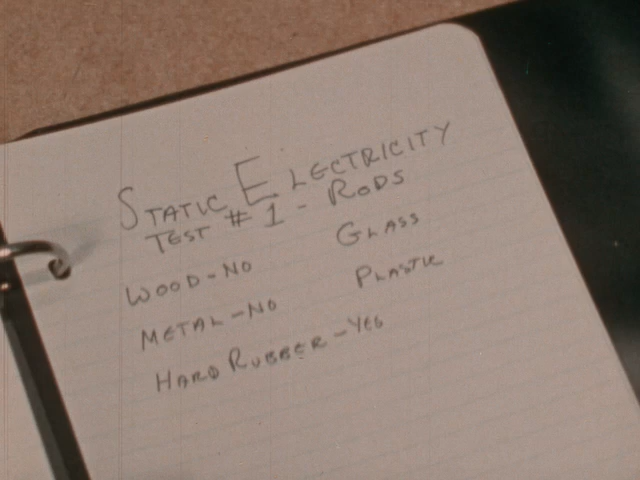 STATIC ELECTRICITY
TEST #1 - RODS
WOOD - NO
GLASS
METAL - NO
PLASTIC
HARD RUBBER - YES